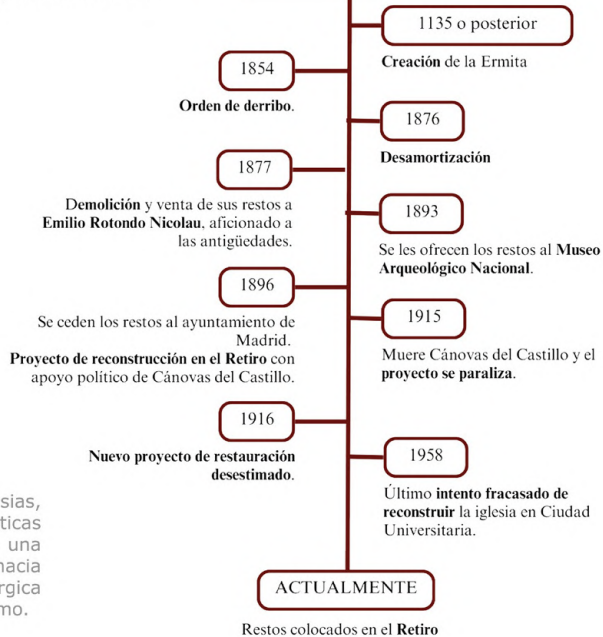 1135 o posterior
Creación de la Ermita
1854
Orden de derribo.
1876
Desamortización
1877
Demolición y venta de sus restos a
Emilio Rotondo Nicolau, aficionado a
las antigüedades.
1893
Se les ofrecen los restos al Museo
Arqueológico Nacional.
1896
Se ceden los restos al ayuntamiento de
Madrid.
Proyecto de reconstrucción en el Retiro con
apoyo político de Cánovas del Castillo.
1915
Muere Cánovas del Castillo y el
proyecto se paraliza.
1916
Nuevo proyecto de restauración
desestimado.
1958
Último intento fracasado de
reconstruir la iglesia en Ciudad
Universitaria.
sias,
ticas
una
nacia
rgica
mo.
ACTUALMENTE
Restos colocados en el Retiro